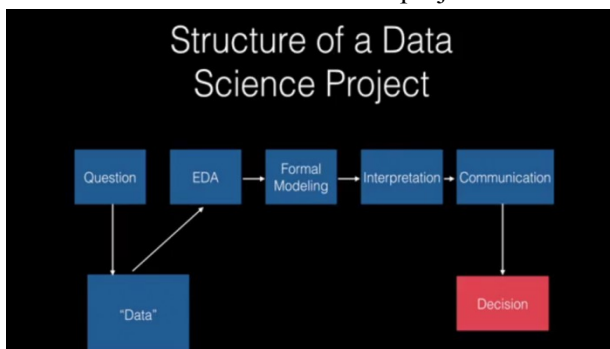 Structure of a Data
Science Project
Question
EDA
Formal
Modeling
Interpretation
Communication
"Data"
Decision